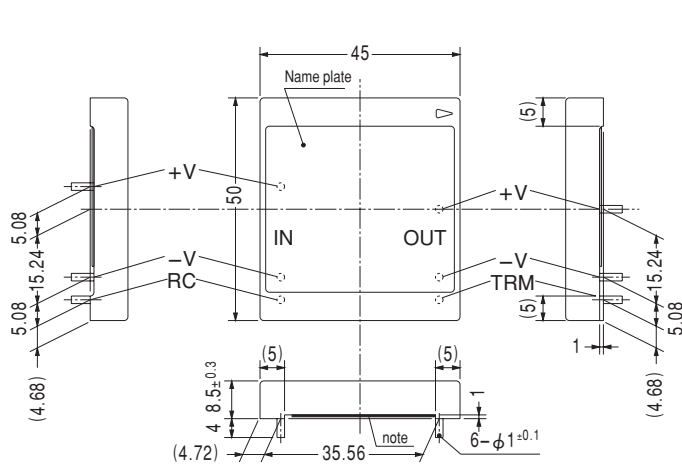 45
Name plate
(5)
+V
50
+V
5.08
IN
OUT
15.24
-V
RC
-V
TRM
15.24
5.08
(5)
5.08
(4.68)
1
(4.68)
(5)
(5)
8.5±0.3
4
1
note
6-φ1±0.1
(4.72)
35.56